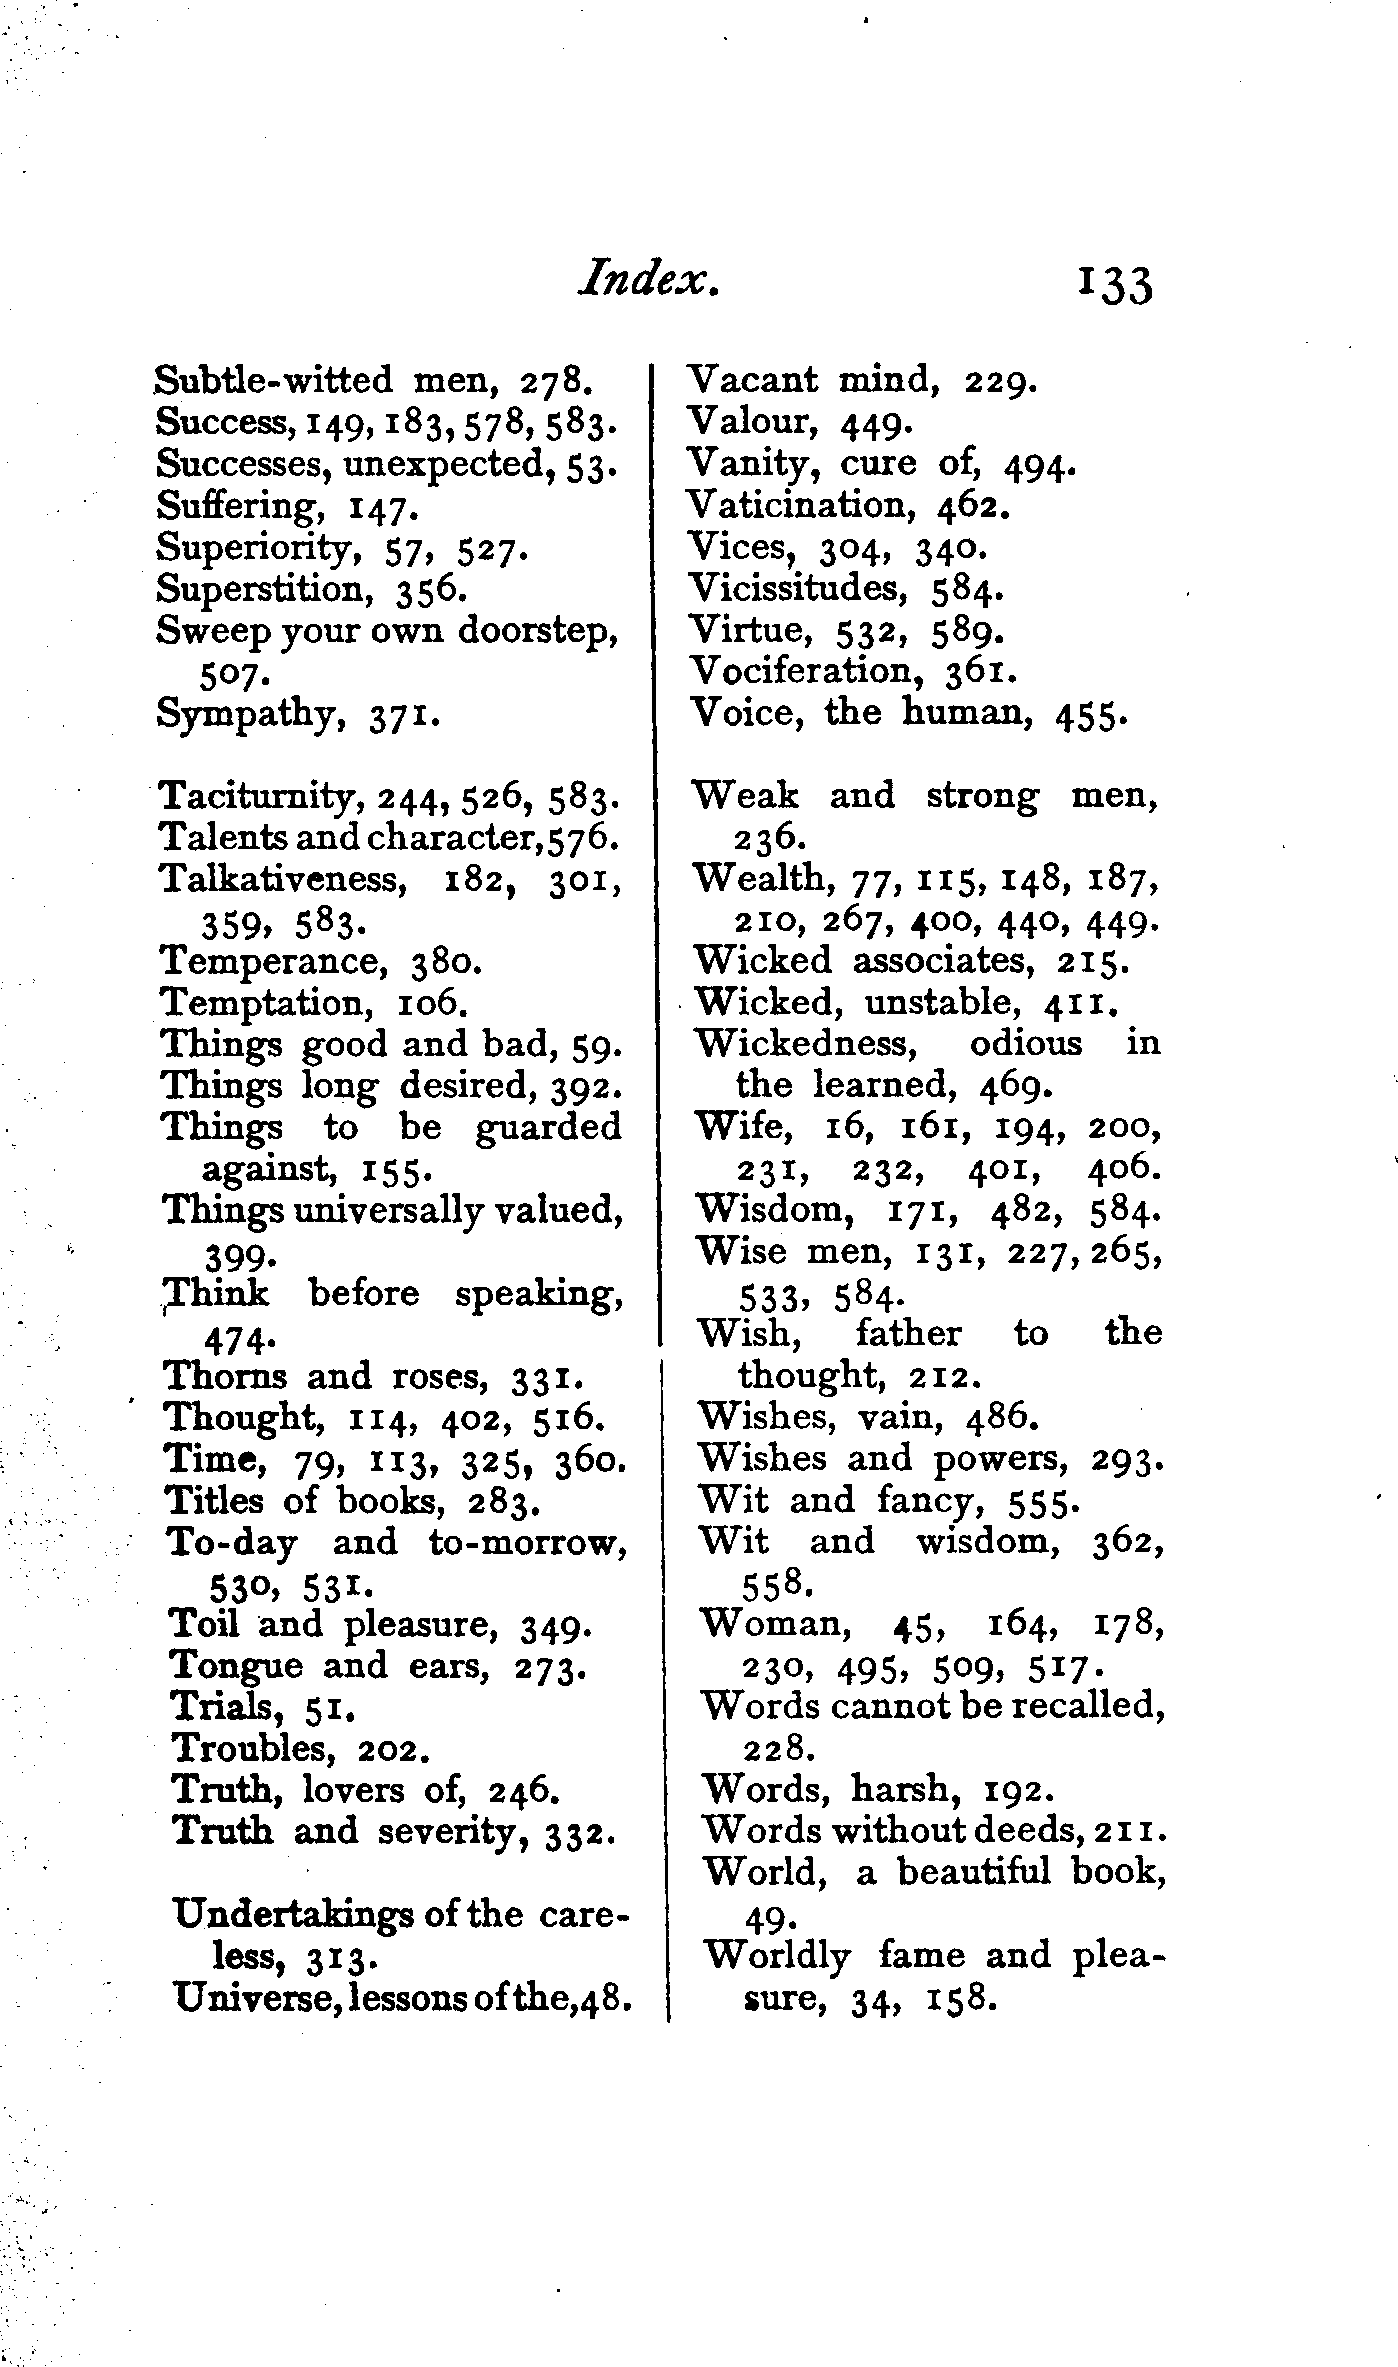 Index. 133
Subtle-witted men, 278.
Success, 149, 183, 578, 583.
Successes, unexpected, 53.
Suffering, 147.
Superiority, 57, 527.
Superstition, 356.
Sweep your own doorstep,
507.
Sympathy, 371.
Taciturnity, 244, 526, 583.
Talents and character, 576.
Talkativeness, 182, 301,
359, 583.
Temperance, 380.
Temptation, 106.
Things good and bad, 59.
Things long desired, 392.
Things to be guarded
against, 155.
Things universally valued,
399.
Think before speaking,
474.
Thorns and roses, 331.
Thought, 114, 402, 516.
Time, 79, 113, 325, 360.
Titles of books, 283.
To-day and to-morrow,
530, 531.
Toil and pleasure, 349.
Tongue and ears, 273.
Trials, 51.
Troubles, 202.
Truth, lovers of, 246.
Truth and severity, 332.
Undertakings of the care-
less, 313.
Universe, lessons of the, 48.
Vacant mind, 229.
Valour, 449.
Vanity, cure of, 494.
Vaticination, 462.
Vices, 304, 340.
Vicissitudes, 584.
Virtue, 532, 589.
Vociferation, 361.
Voice, the human, 455.
Weak and strong men,
236.
Wealth, 77, 115, 148, 187,
210, 267, 400, 440, 449.
Wicked associates, 215.
Wicked, unstable, 411.
Wickedness, odious in
the learned, 469.
Wife, 16, 161, 194, 200,
231, 232, 401, 406.
Wisdom, 171, 482, 584.
Wise men, 131, 227, 265,
533, 584.
Wish, father to the
thought, 212.
Wishes, vain, 486.
Wishes and powers, 293.
Wit and fancy, 555.
Wit and wisdom, 362,
558.
Woman, 45, 164, 178,
230, 495, 509, 517.
Words cannot be recalled,
228.
Words, harsh, 192.
Words without deeds, 211.
World, a beautiful book,
49.
Worldly fame and plea-
sure, 34, 158.